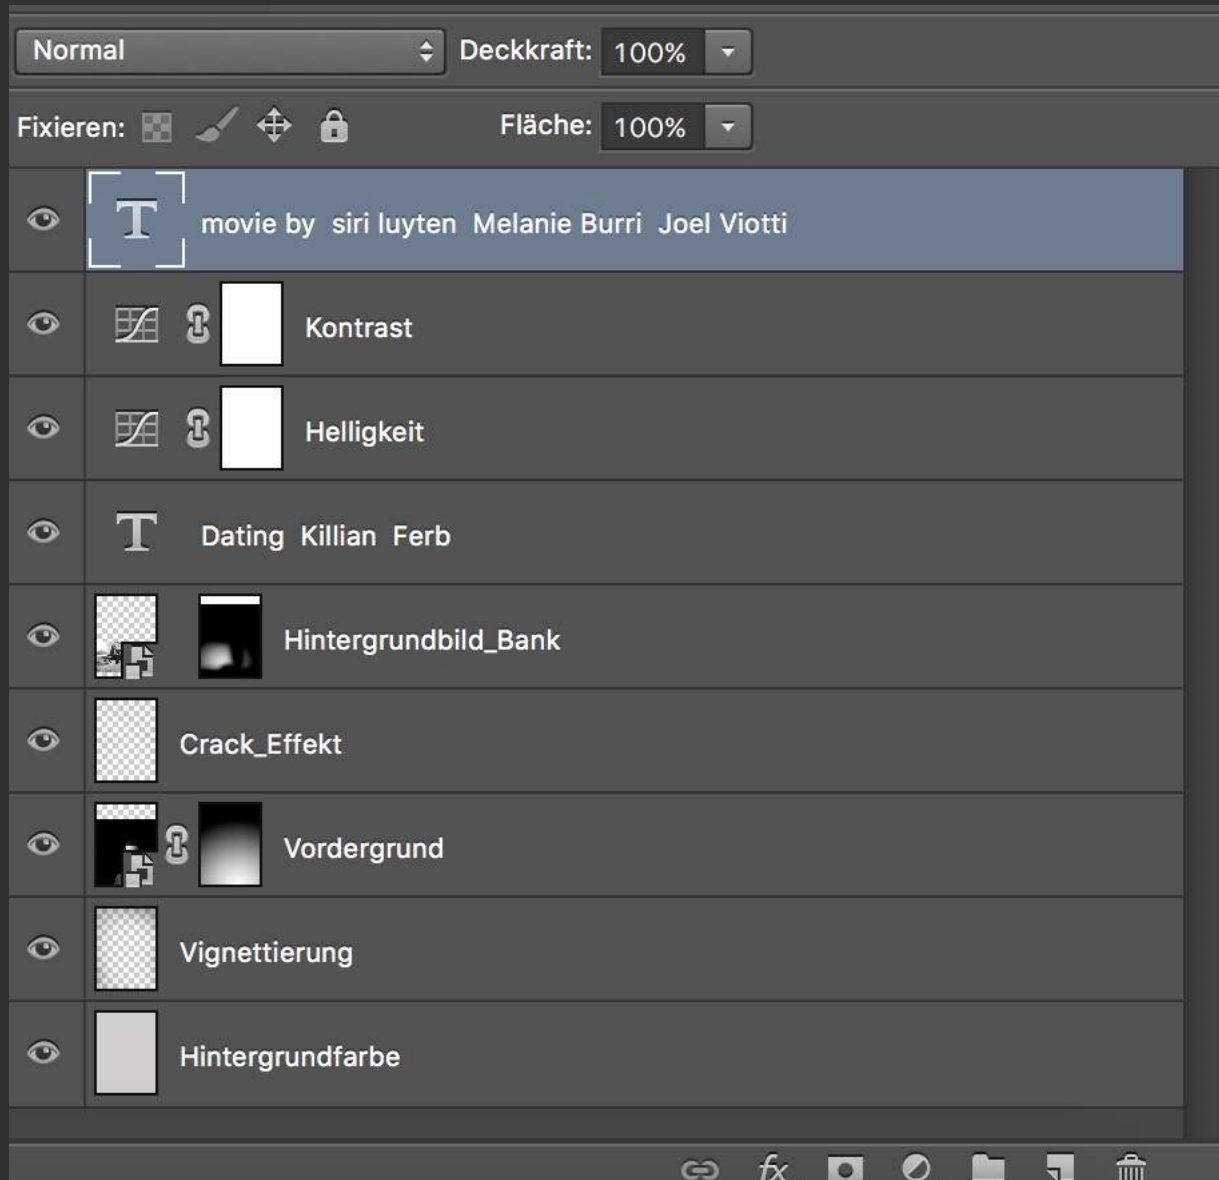 Normal Deckkraft: 100%
Fixieren: Fläche: 100%
movie by siri luyten Melanie Burri Joel Viotti
Kontrast
Helligkeit
Dating Killian Ferb
Hintergrundbild_Bank
Crack_Effekt
Vordergrund
Vignettierung
Hintergrundfarbe
fx